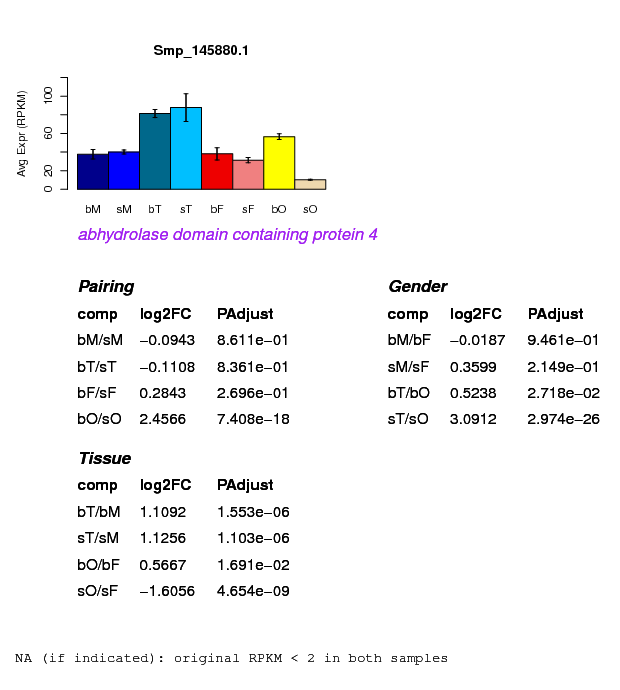 Smp_145880.1
Avg Expr (RPKM)
0 20 60 100
bM sM bT sT bF sF bO sO
abhydrolase domain containing protein 4
Pairing
comp log2FC PAdjust
bM/sM −0.0943 8.611e−01
bT/sT −0.1108 8.361e−01
bF/sF 0.2843 2.696e−01
bO/sO 2.4566 7.408e−18
Gender
comp log2FC PAdjust
bM/bF −0.0187 9.461e−01
sM/sF 0.3599 2.149e−01
bT/bO 0.5238 2.718e−02
sT/sO 3.0912 2.974e−26
Tissue
comp log2FC PAdjust
bT/bM 1.1092 1.553e−06
sT/sM 1.1256 1.103e−06
bO/bF 0.5667 1.691e−02
sO/sF −1.6056 4.654e−09
NA (if indicated): original RPKM < 2 in both samples